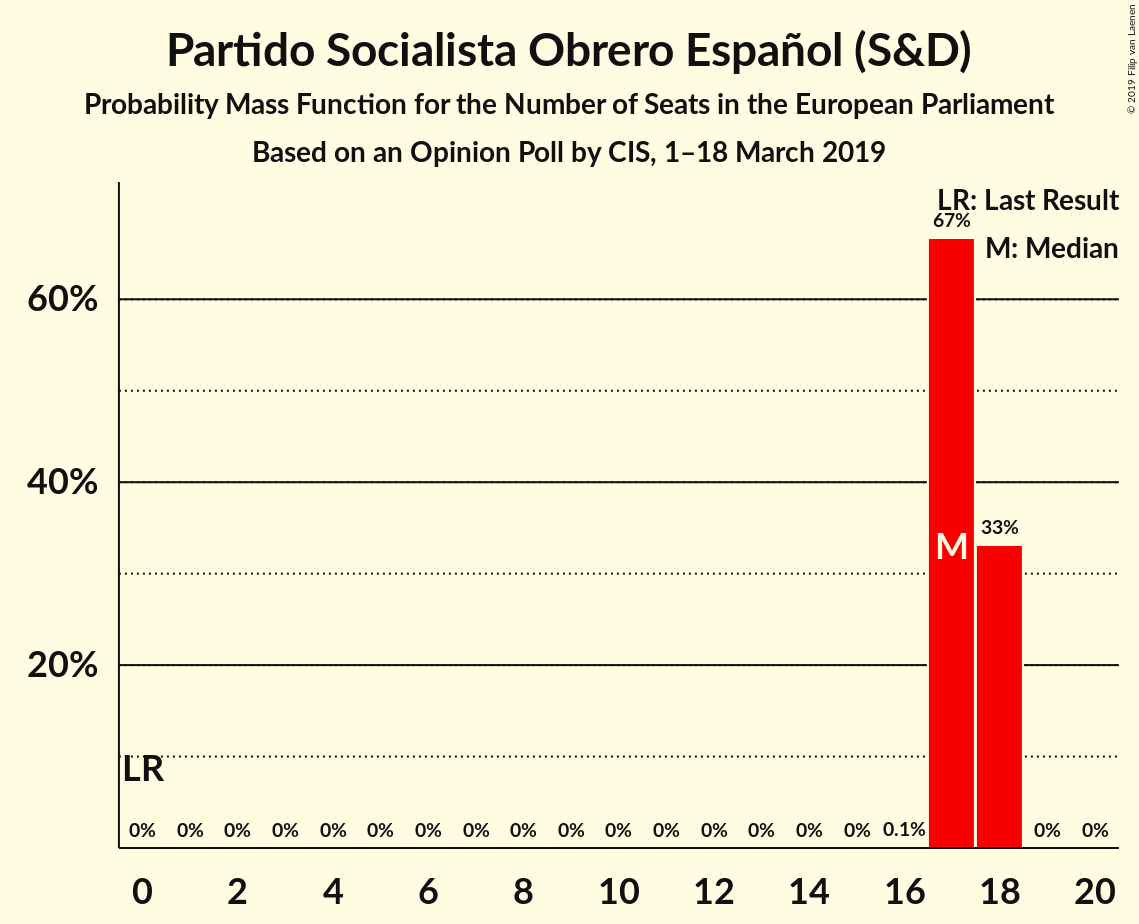 Partido Socialista Obrero Español (S&D)
Probability Mass Function for the Number of Seats in the European Parliament
Based on an Opinion Poll by CIS, 1–18 March 2019
© 2019 Filip van Laenen
LR: Last Result
67%
M: Median
60%
40%
33%
M
20%
LR
0% 0% 0% 0% 0% 0% 0% 0% 0% 0% 0% 0% 0% 0% 0% 0% 0.1% 0% 0%
0 2 4 6 8 10 12 14 16 18 20